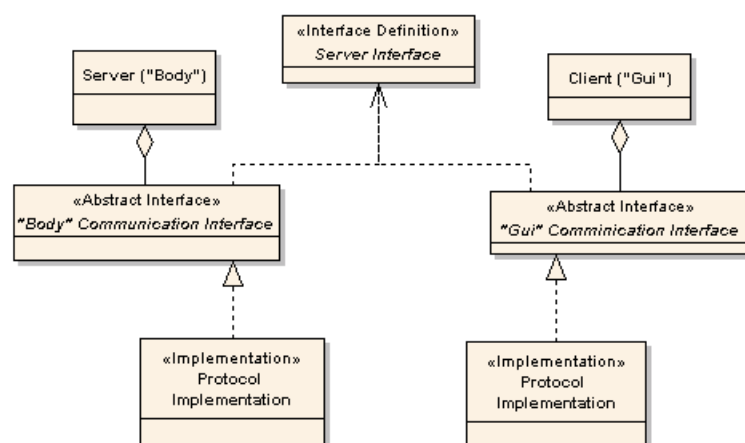 «Interface Definition»
Server Interface
Server ("Body")
Client ("Gui")
«Abstract Interface»
"Body" Communication Interface
«Abstract Interface»
"Gui" Comminication Interface
«Implementation»
Protocol
Implementation
«Implementation»
Protocol
Implementation